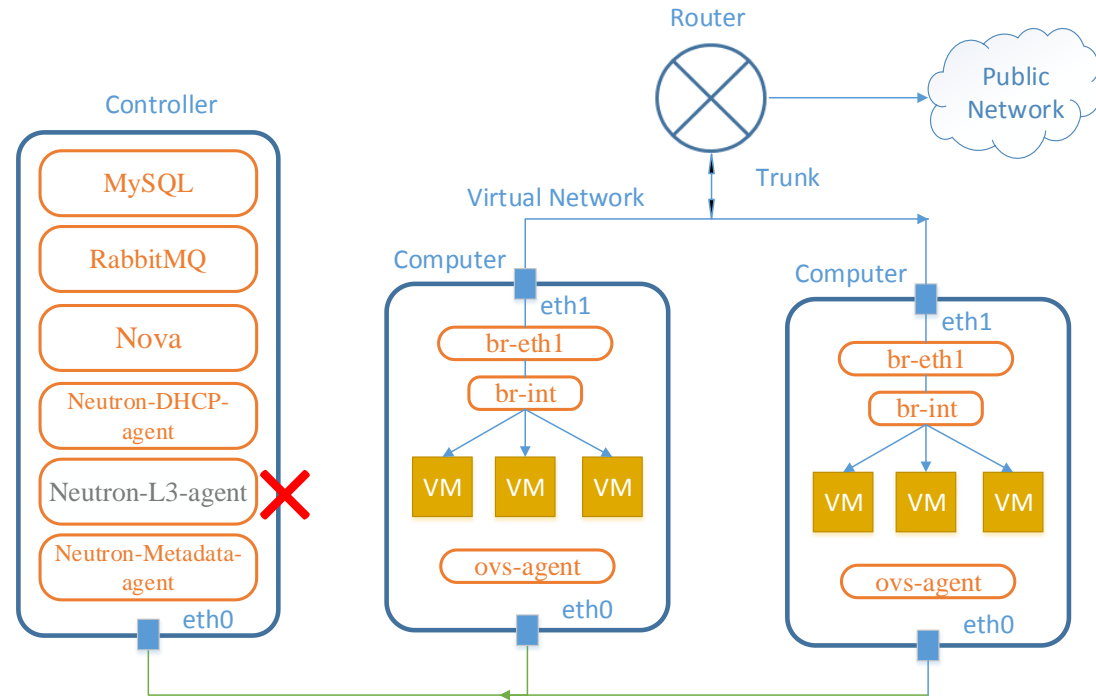 Router
Public
Network
Controller
Trunk
Virtual Network
MySQL
RabbitMQ
Nova
Neutron-DHCP-
agent
Neutron-L3-agent
Neutron-Metadata-
agent
eth0
Computer
eth1
br-eth1
br-int
VM
VM
VM
ovs-agent
eth0
Computer
eth1
br-eth1
br-int
VM
VM
VM
ovs-agent
eth0